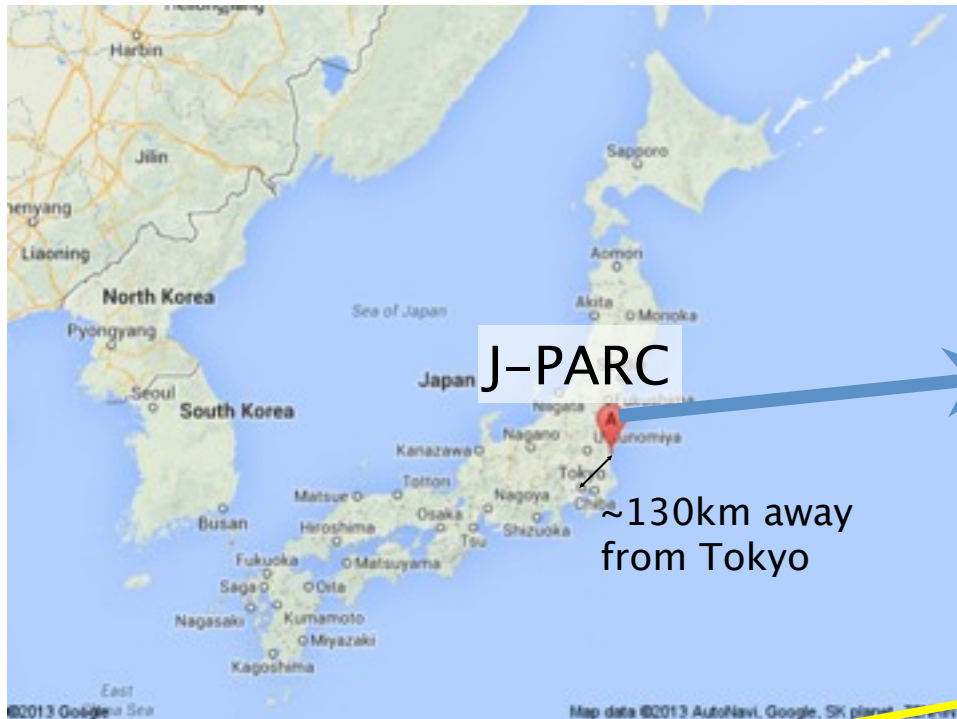 Harbin
Jilin
Sapporo
Liaoning
Aomori
North Korea
Akita
Morioka
Sea of Japan
Pyongyang
J-PARC
Seoul
Japan
South Korea
Niigata
A
Nagano
Kanazawa
Tokyo
Tottori
Matsue
Nagoya
Chiba
Osaka
~130km away
Busan
Hiroshima
Tsu
Shizuoka
from Tokyo
Fukuoka
Matsuyama
Saga
Oita
Nagasaki
Kumamoto
Miyazaki
Kagoshima
East
Sea
©2013 Google
Map data ©2013 AutoNavi, Google, SK planet,